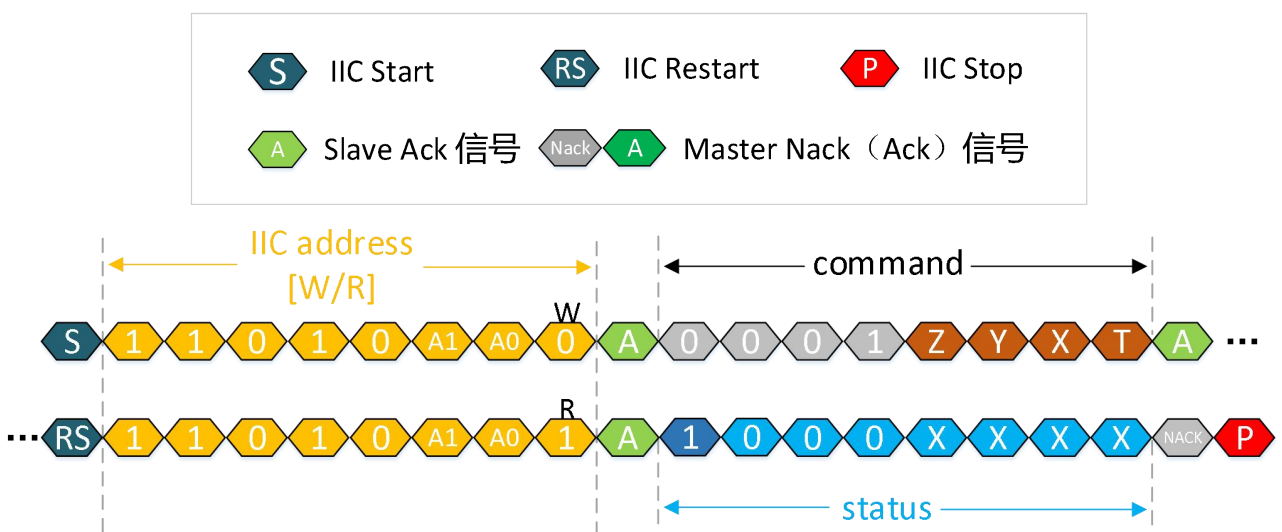 S IIC Start RS IIC Restart P IIC Stop
A Slave Ack 信号 Nack A Master Nack（Ack）信号
IIC address
[W/R]
command
W
S 1 1 0 1 0 A1 A0 0 A 0 0 0 1 Z Y X T A ...
R
... RS 1 1 0 1 0 A1 A0 1 A 1 0 0 0 X X X X NACK P
status